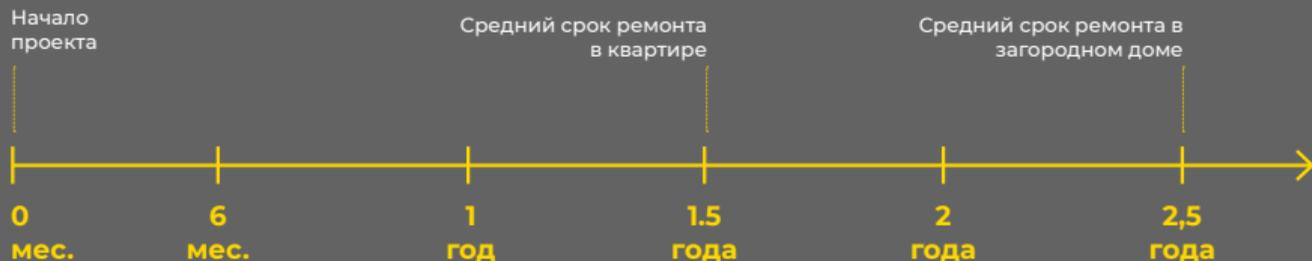 Начало
проекта
Средний срок ремонта
в квартире
Средний срок ремонта в
загородном доме
0
мес.
6
мес.
1
год
1.5
года
2
года
2,5
года